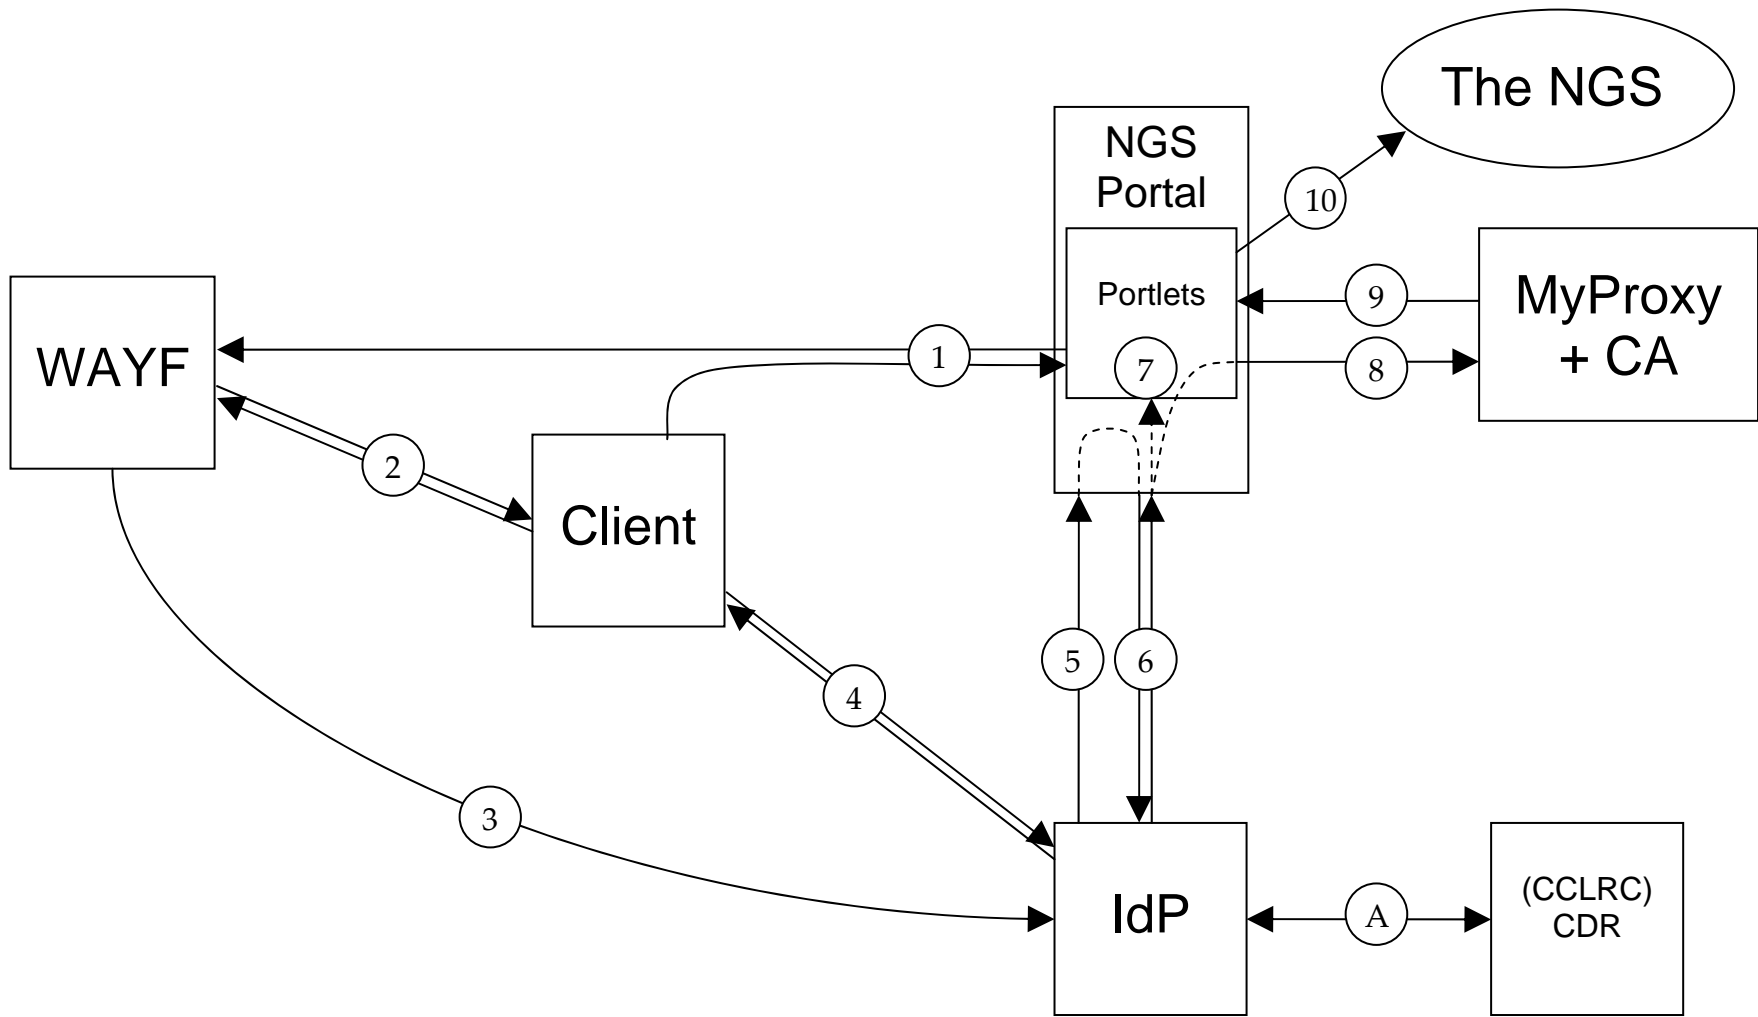 The NGS
NGS
Portal
10
Portlets
9
MyProxy
+ CA
WAYF
1
7
8
2
Client
5
6
4
3
IdP
A
(CCLRC)
CDR